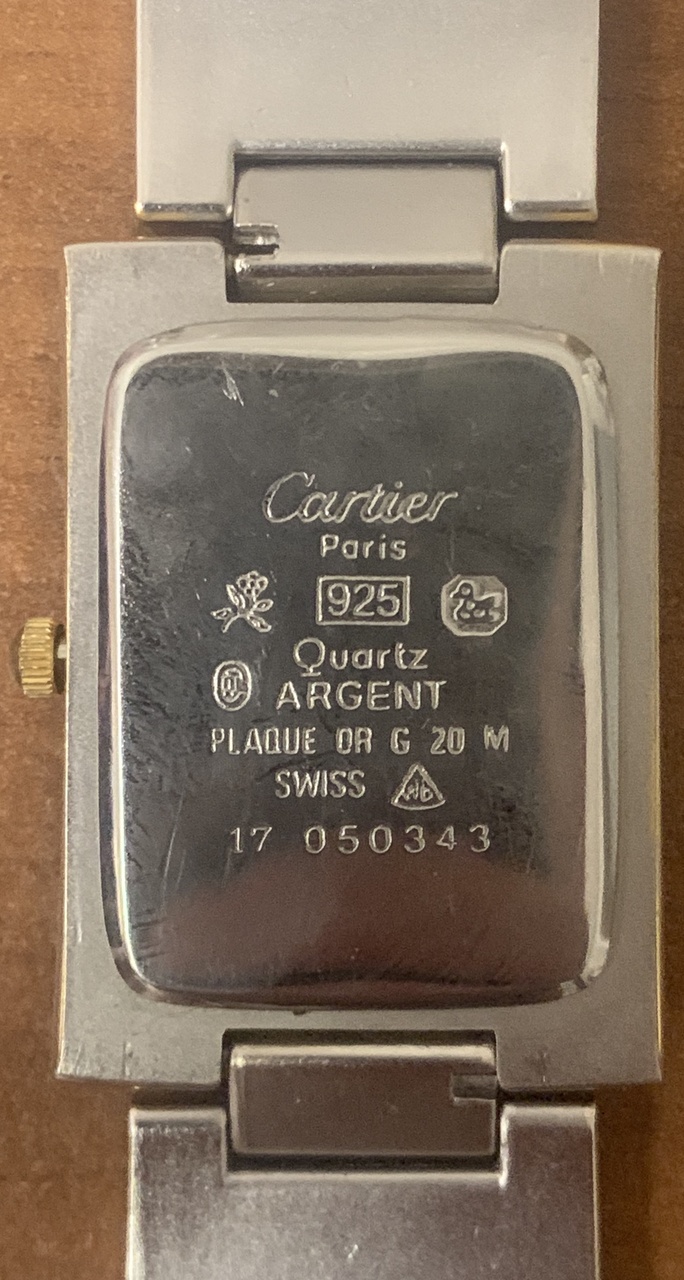 Cartier
Paris
925
Quartz
ARGENT
PLAQUE OR G 20 M
SWISS
17 050343